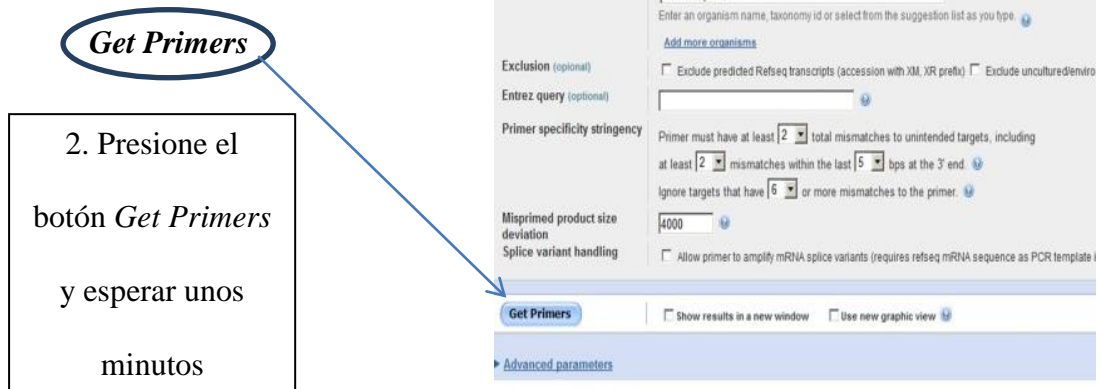 Get Primers
2. Presione el
botón Get Primers
y esperar unos
minutos
Enter an organism name, taxonomy id or select from the suggestion list as you type.
Add more organisms
Exclusion (opional)
Exclude predicted Refseq transcripts (accession with XM, XR prefix) Exclude uncultured/enviro
Entrez query (optional)
Primer specificity stringency
Primer must have at least 2 total mismatches to unintended targets, including
at least 2 mismatches within the last 5 bps at the 3' end.
Ignore targets that have 6 or more mismatches to the primer.
Misprimed product size
deviation
4000
Splice variant handling
Allow primer to amplify mRNA splice variants (requires refseq mRNA sequence as PCR template i
Get Primers
Show results in a new window Use new graphic view
Advanced parameters